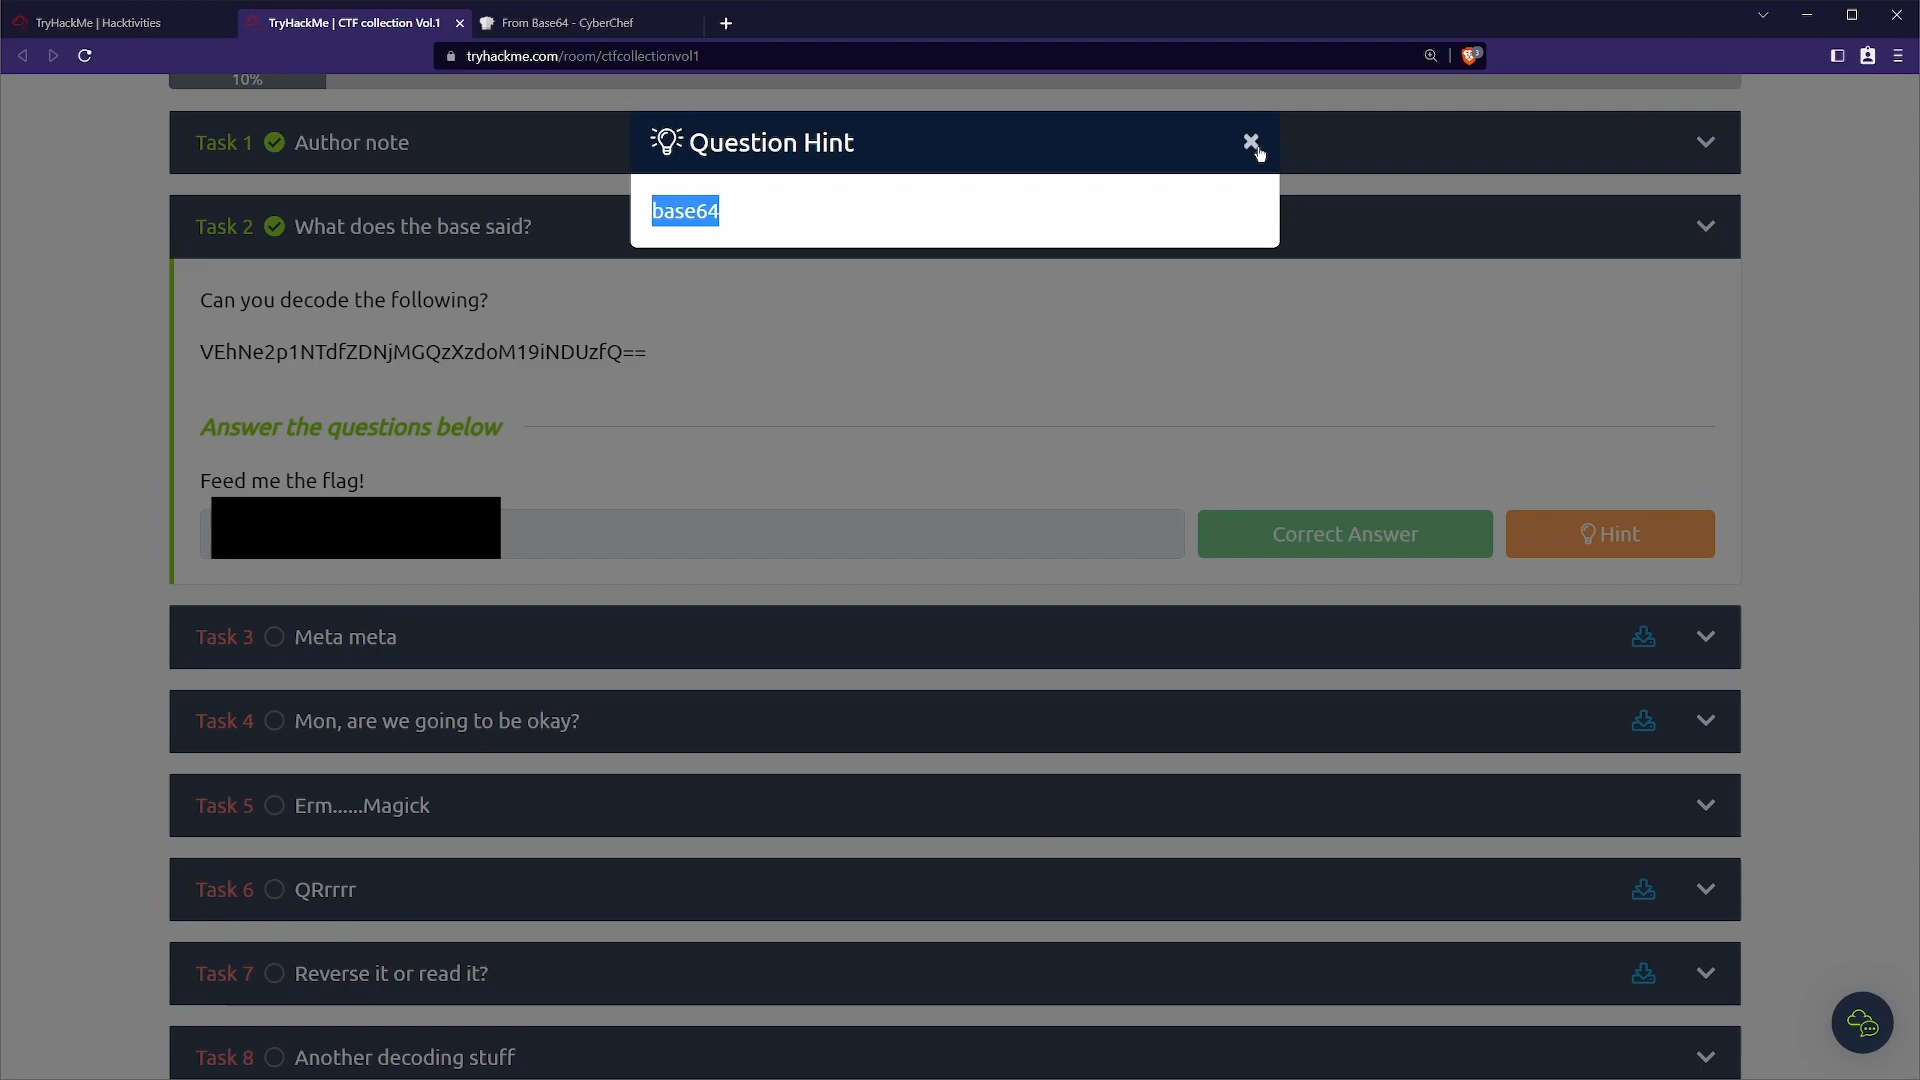 TryHackMe | Hacktivities
TryHackMe | CTF collection Vol.1
From Base64 - CyberChef
tryhackme.com/room/ctfcollectionvol1
3
10%
Task 1 Author note
Question Hint
base64
Task 2 What does the base said?
Can you decode the following?
VEhNe2p1NTdfZDNjMGQzXzdoM19iNDUzfQ==
Answer the questions below
Feed me the flag!
Correct Answer
Hint
Task 3 Meta meta
Task 4 Mon, are we going to be okay?
Task 5 Erm......Magick
Task 6 QRrrrr
Task 7 Reverse it or read it?
Task 8 Another decoding stuff